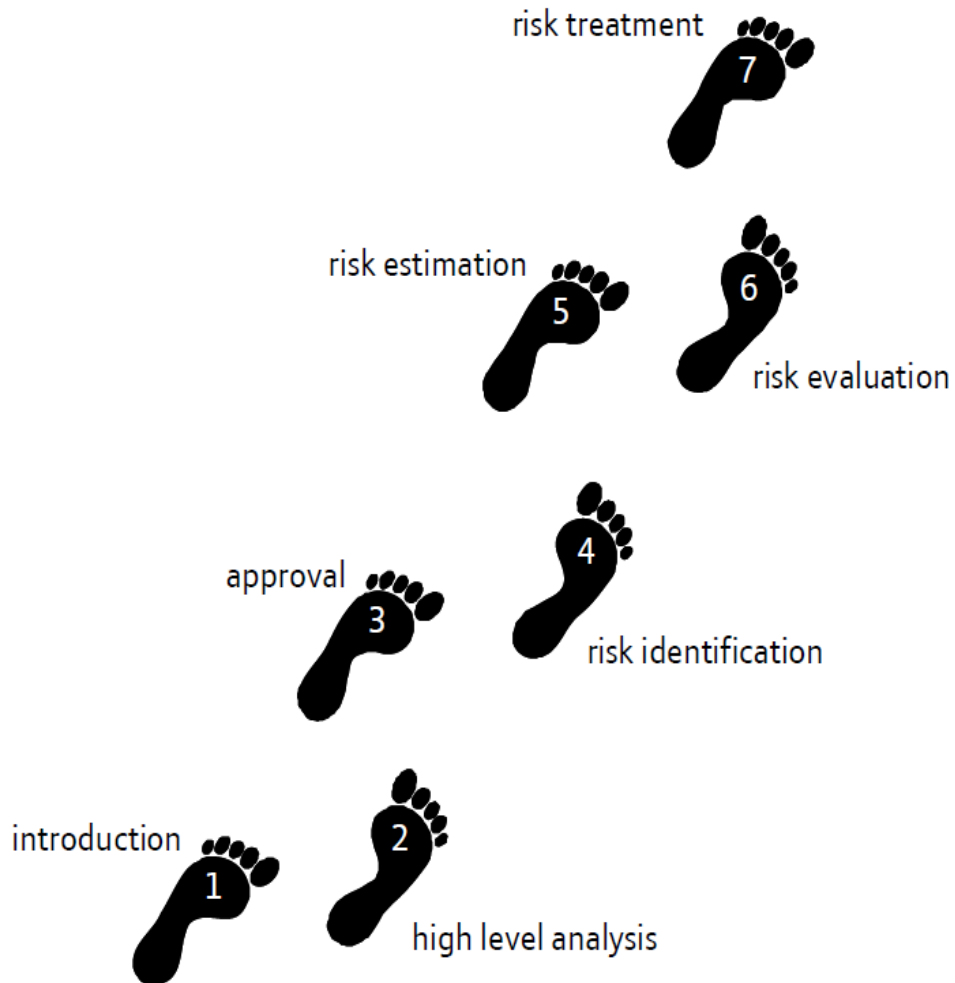 risk treatment
7
risk estimation
6
5
risk evaluation
4
approval
3
risk identification
2
introduction
1
high level analysis